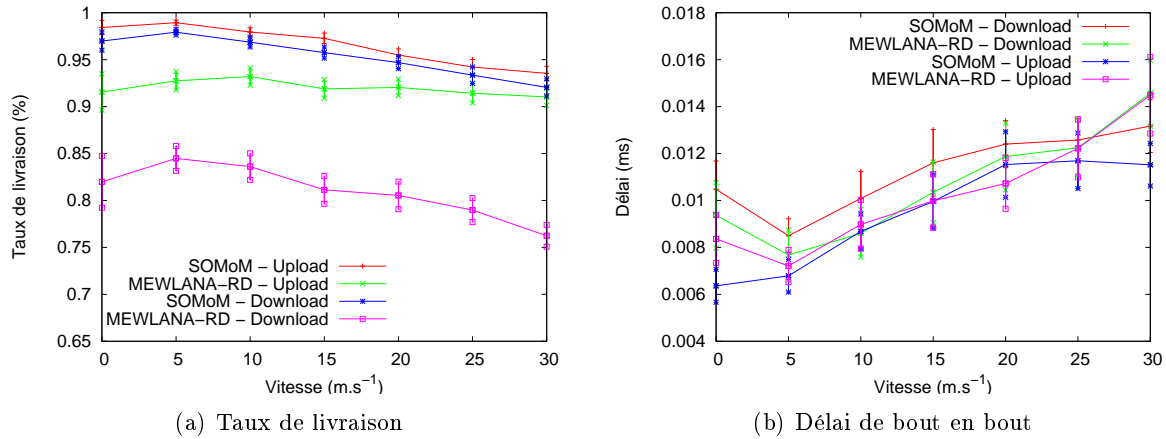 1
0.95
0.9
0.85
0.8
0.75
0.7
0.65
0
5
10
15
20
25
30
Taux de livraison (%)
Vitesse (m.s⁻¹)
SOMoM – Upload
MEWLANA–RD – Upload
SOMoM – Download
MEWLANA–RD – Download
(a) Taux de livraison
0.018
0.016
0.014
0.012
0.01
0.008
0.006
0.004
0
5
10
15
20
25
30
Délai (ms)
Vitesse (m.s⁻¹)
SOMoM – Download
MEWLANA–RD – Download
SOMoM – Upload
MEWLANA–RD – Upload
(b) Délai de bout en bout